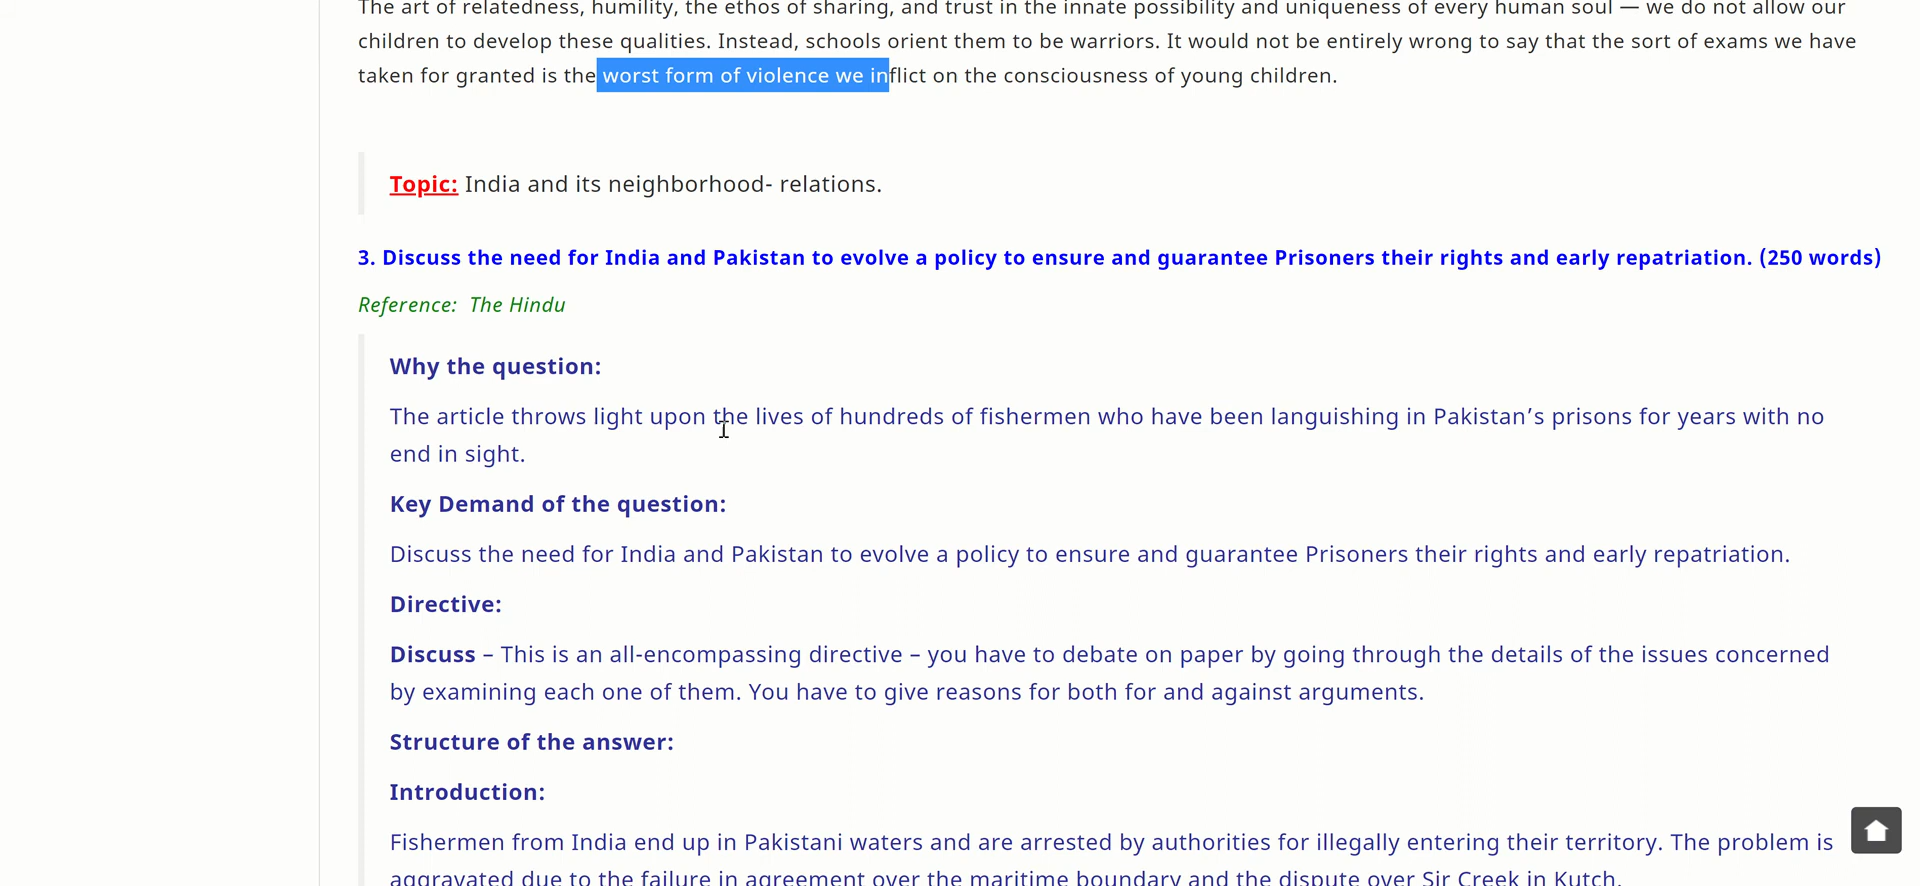 The art of relatedness, humility, the ethos of sharing, and trust in the innate possibility and uniqueness of every human soul — we do not allow our
children to develop these qualities. Instead, schools orient them to be warriors. It would not be entirely wrong to say that the sort of exams we have
taken for granted is the worst form of violence we inflict on the consciousness of young children.
Topic: India and its neighborhood- relations.
3. Discuss the need for India and Pakistan to evolve a policy to ensure and guarantee Prisoners their rights and early repatriation. (250 words)
Reference:  The Hindu
Why the question:
The article throws light upon the lives of hundreds of fishermen who have been languishing in Pakistan’s prisons for years with no
end in sight.
Key Demand of the question:
Discuss the need for India and Pakistan to evolve a policy to ensure and guarantee Prisoners their rights and early repatriation.
Directive:
Discuss – This is an all-encompassing directive – you have to debate on paper by going through the details of the issues concerned
by examining each one of them. You have to give reasons for both for and against arguments.
Structure of the answer:
Introduction:
Fishermen from India end up in Pakistani waters and are arrested by authorities for illegally entering their territory. The problem is
aggravated due to the failure in agreement over the maritime boundary and the dispute over Sir Creek in Kutch.